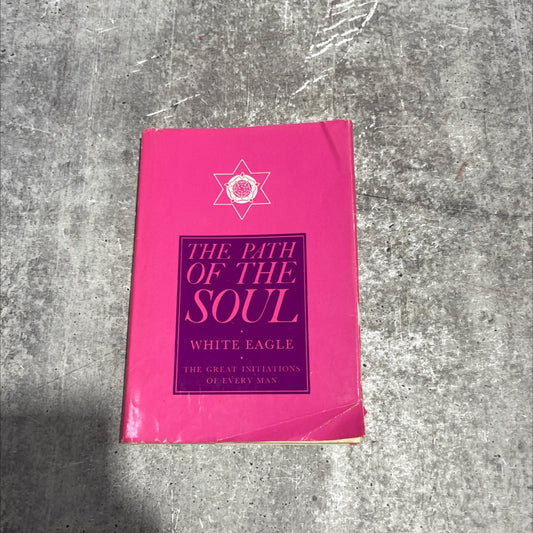 THE PATH
OF THE
SOUL
WHITE EAGLE
THE GREAT INITIATIONS
OF EVERY MAN